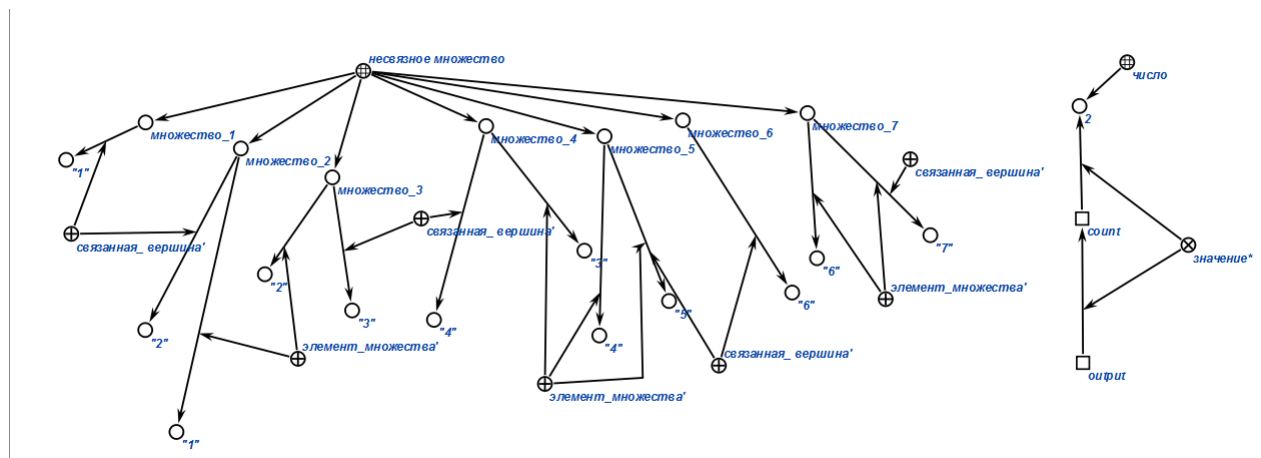 несвязное множество
число
2
множество_1
множество_2
множество_3
множество_4
множество_5
множество_6
множество_7
"1"
связанная_ вершина'
связанная_ вершина'
связанная_ вершина'
count
значение*
"2"
"3"
"3"
"4"
"5"
"6"
"6"
"7"
элемент_множества'
"2"
"4"
элемент_множества'
связанная_ вершина'
элемент_множества'
output
"1"